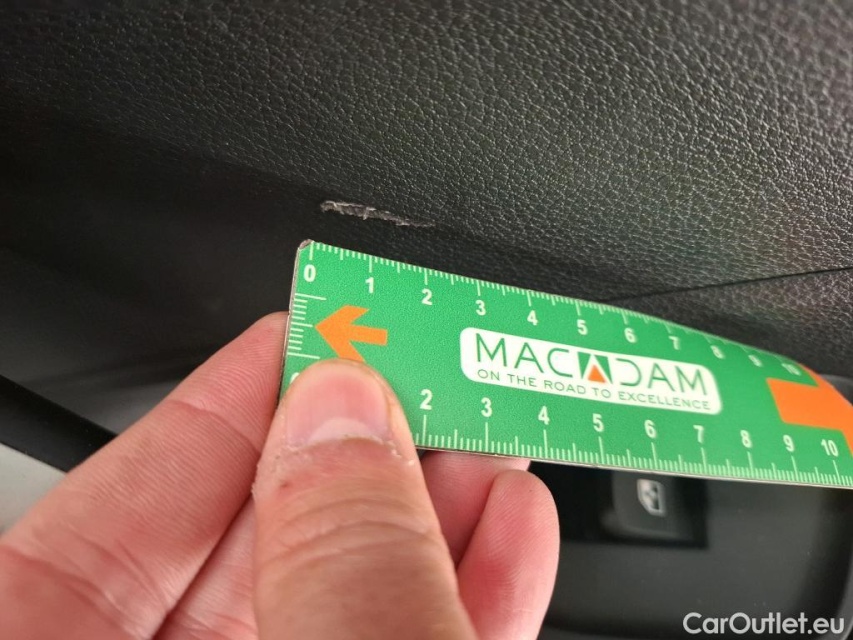 0 1 2 3 4 5 6 7 8 9 10
MACADAM
ON THE ROAD TO EXCELLENCE
2 3 4 5 6 7 8 9 10
CarOutlet.eu